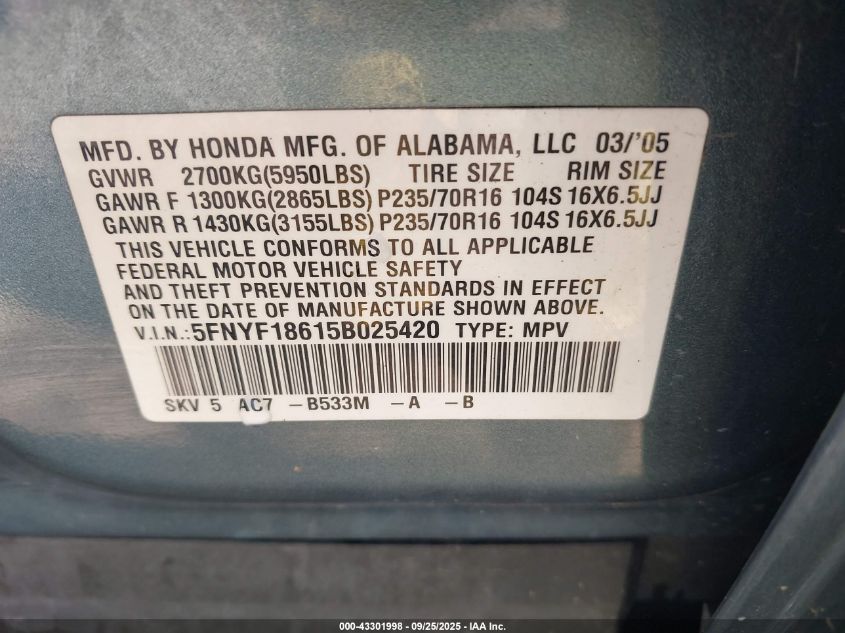 MFD. BY HONDA MFG. OF ALABAMA, LLC 03/'05
GVWR 2700KG(5950LBS) TIRE SIZE RIM SIZE
GAWR F 1300KG(2865LBS) P235/70R16 104S 16X6.5JJ
GAWR R 1430KG(3155LBS) P235/70R16 104S 16X6.5JJ
THIS VEHICLE CONFORMS TO ALL APPLICABLE
FEDERAL MOTOR VEHICLE SAFETY
AND THEFT PREVENTION STANDARDS IN EFFECT
ON THE DATE OF MANUFACTURE SHOWN ABOVE.
V.I.N.:5FNYF18615B025420 TYPE: MPV
SKV 5 AC7 -B533M -A -B
000-43301998 - 09/25/2025 - IAA Inc.